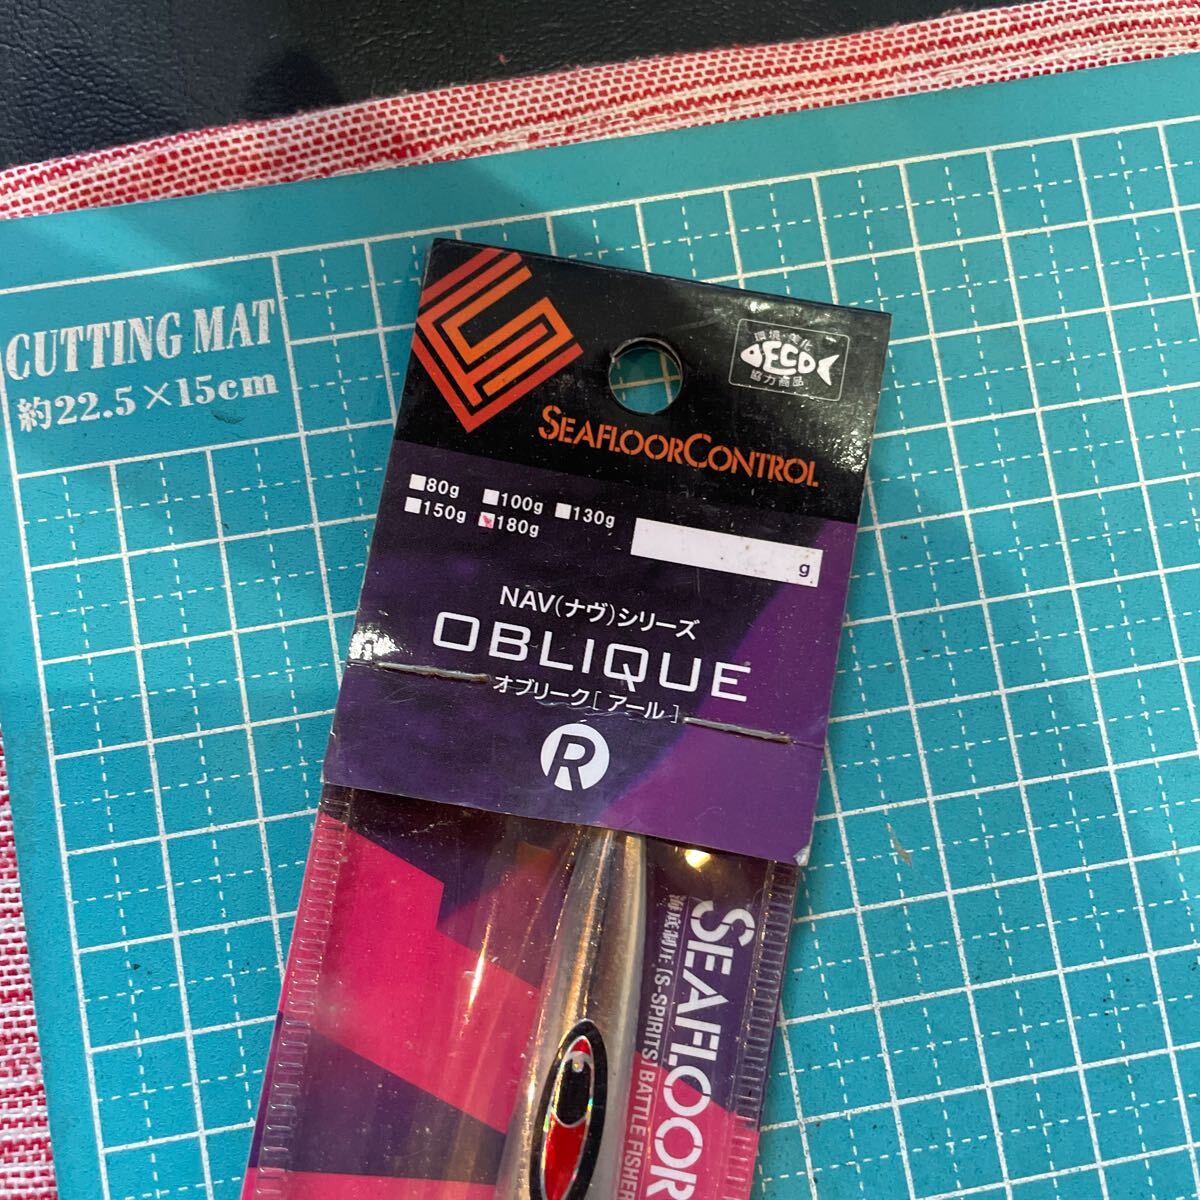 CUTTING MAT
約22.5×15cm
環境・美化
ECO
協力商品
SEAFLOORCONTROL
80g 100g 130g
150g 180g
g
NAV(ナヴ)シリーズ
OBLIQUE
オブリーク[アール]
R
SEAFLOOR
海底制圧 [S-SPIRITS] BATTLE FISHER